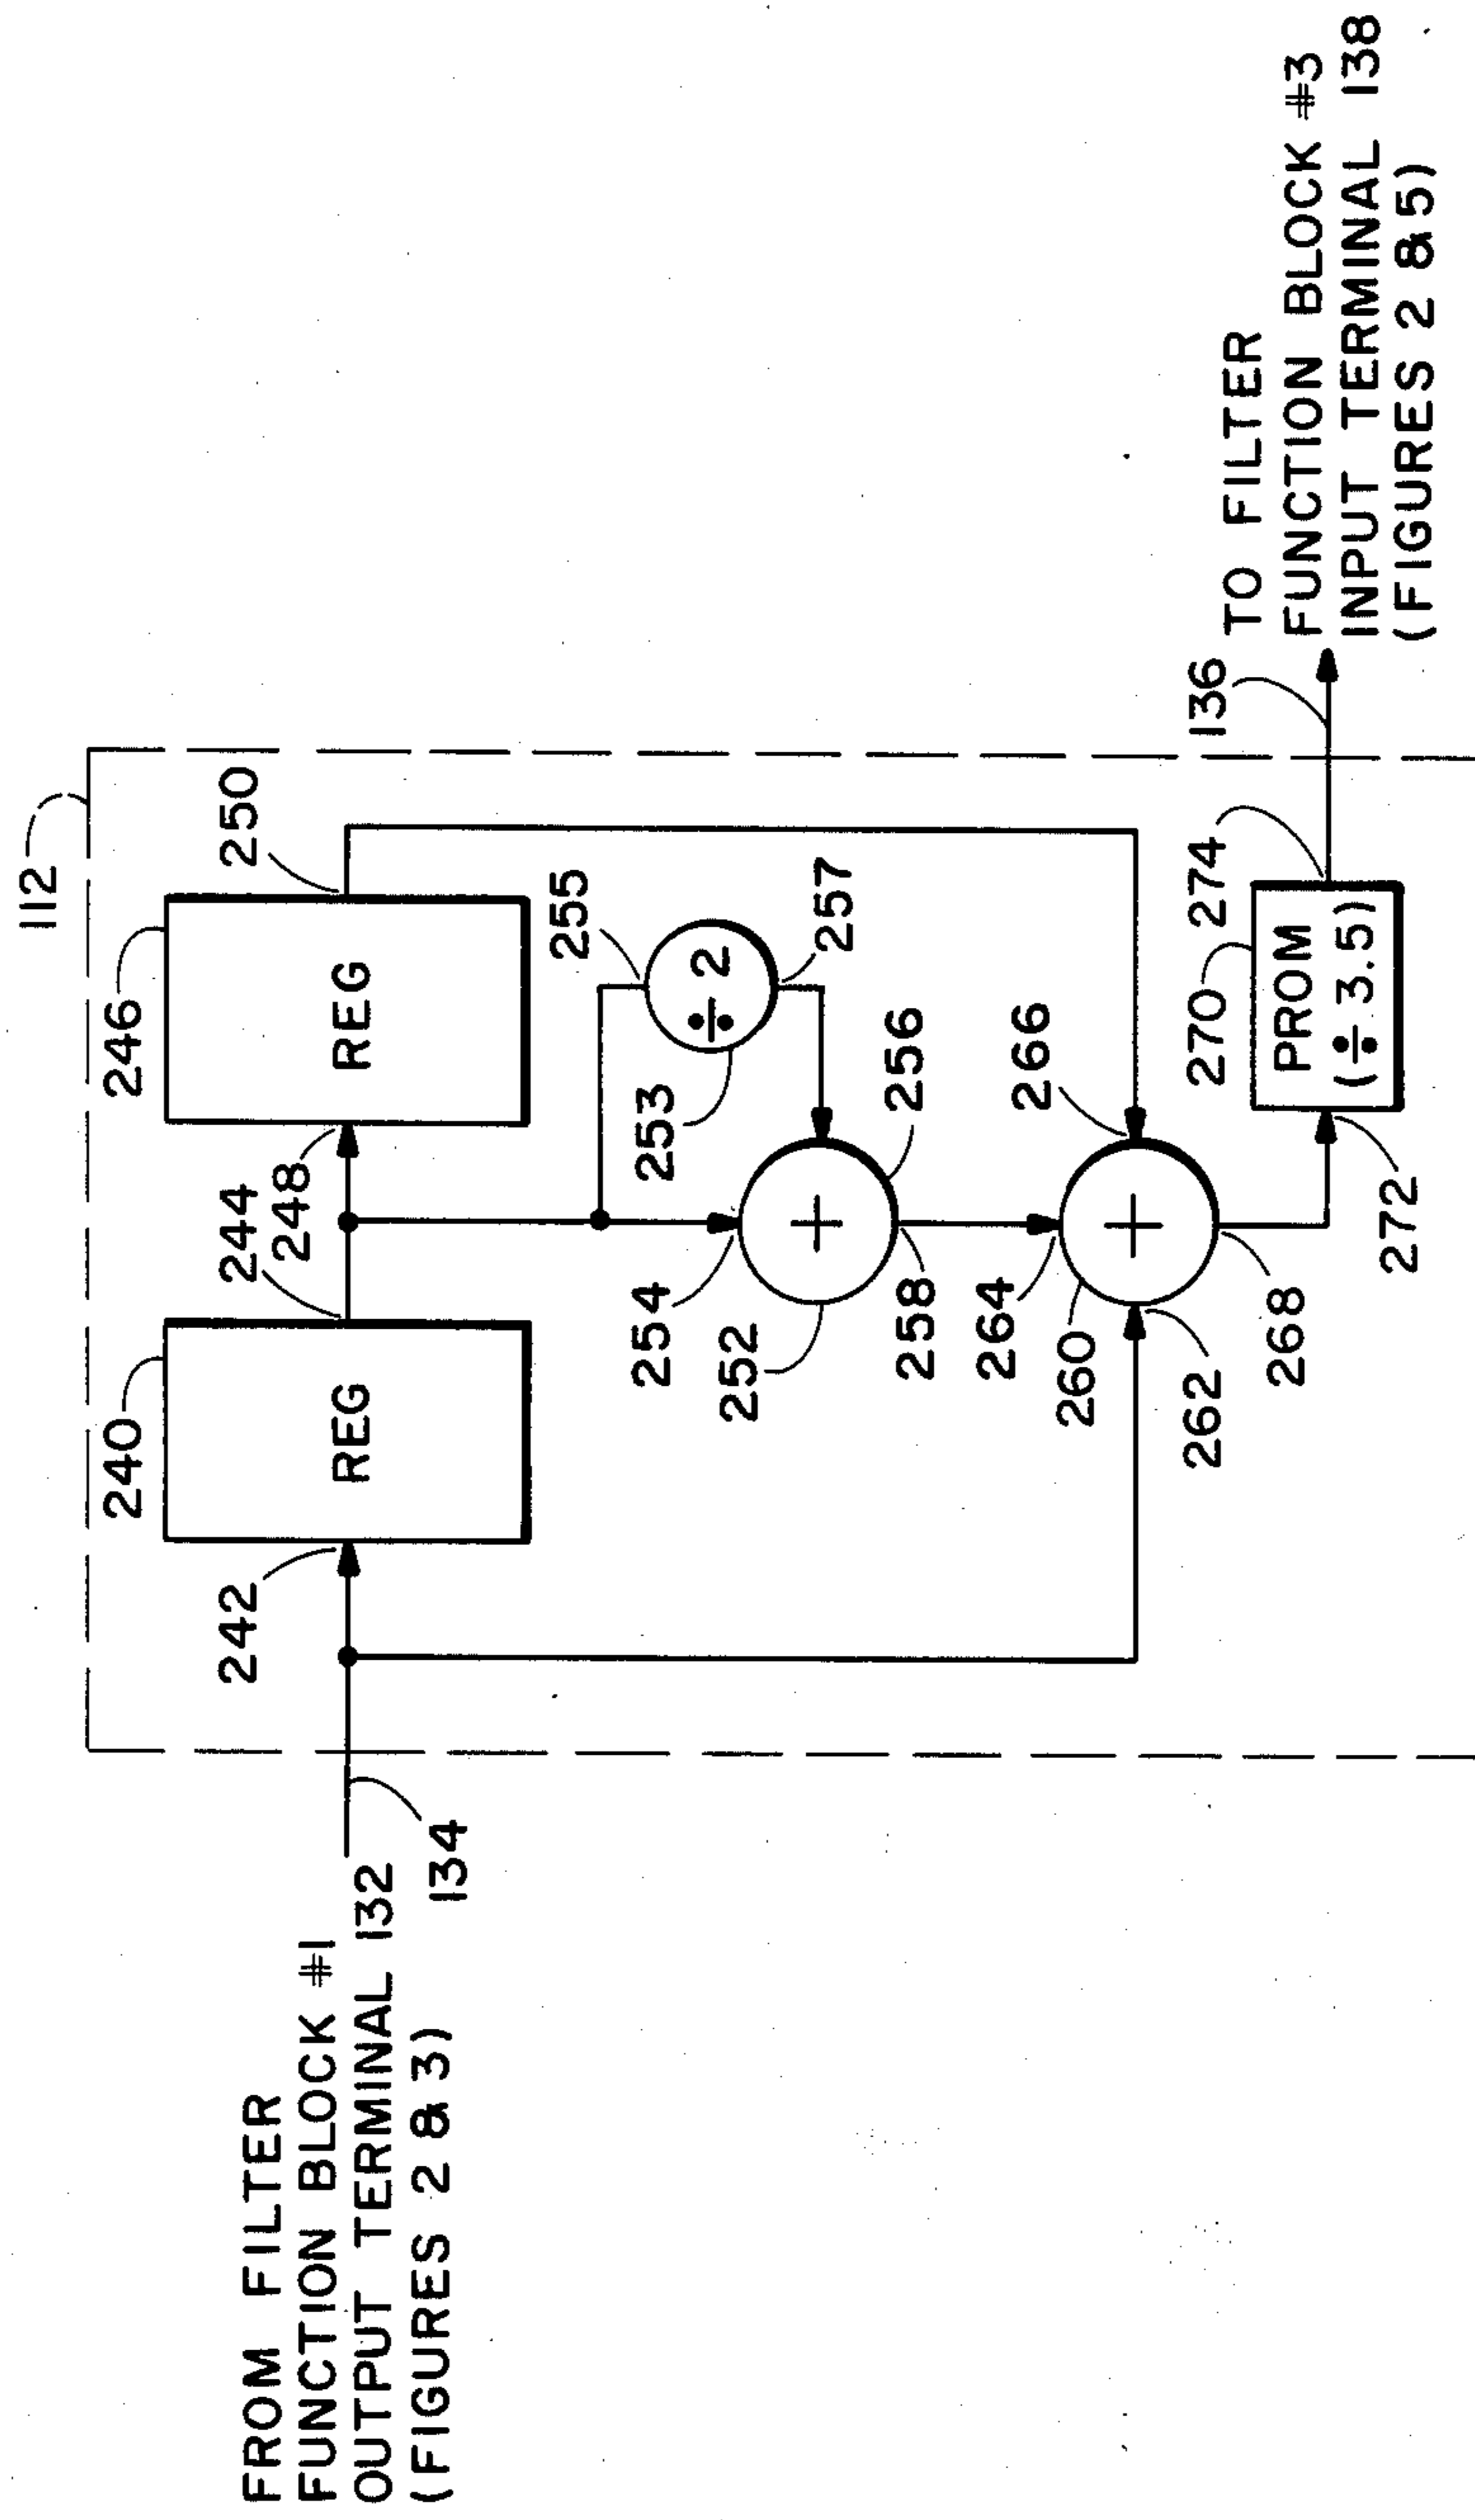 112
240
REG
242
244
248
246
REG
250
FROM FILTER
FUNCTION BLOCK #1
OUTPUT TERMINAL 132
(FIGURES 2 & 3)
134
254
252
253
255
÷ 2
257
+
256
258
264
260
262
+
266
268
270
PROM
(÷ 3.5)
272
274
136
TO FILTER
FUNCTION BLOCK #3
INPUT TERMINAL 138
(FIGURES 2 & 5)